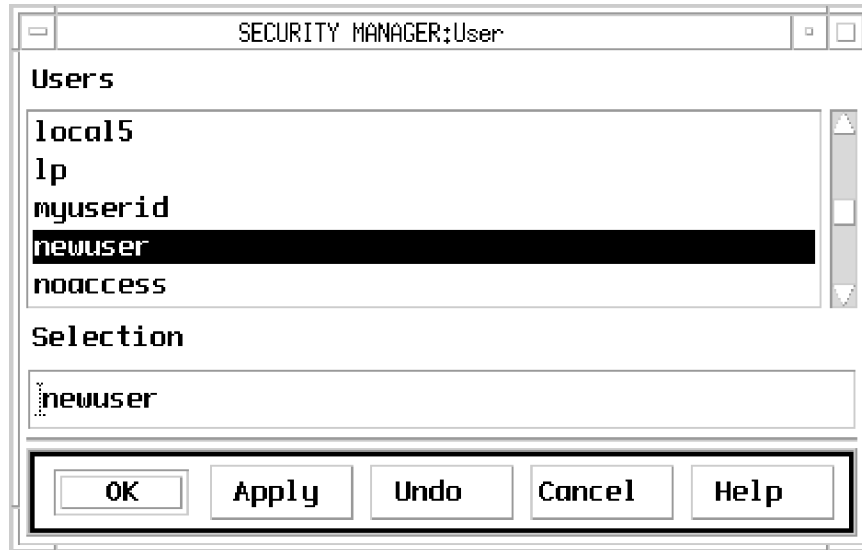 SECURITY MANAGER:User
Users
local5
lp
myuserid
newuser
noaccess
Selection
newuser
OK Apply Undo Cancel Help